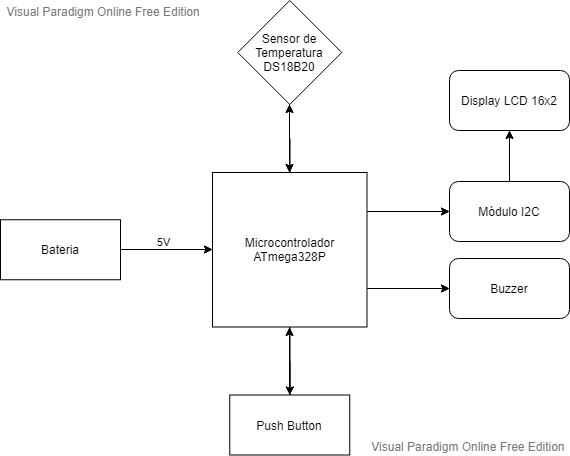 Visual Paradigm Online Free Edition
Sensor de
Temperatura
DS18B20
Display LCD 16x2
Módulo I2C
5V
Bateria
Microcontrolador
ATmega328P
Buzzer
Push Button
Visual Paradigm Online Free Edition